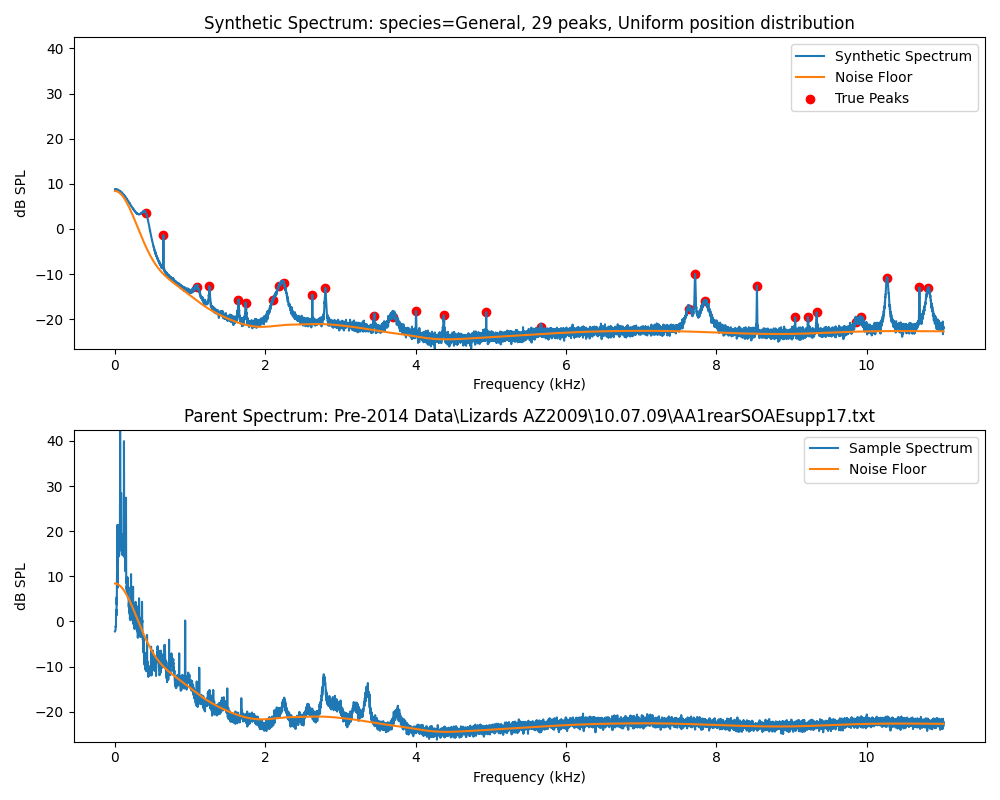 Synthetic Spectrum: species=General, 29 peaks, Uniform position distribution
40
30
20
10
0
−10
−20
dB SPL
Synthetic Spectrum
Noise Floor
True Peaks
0 2 4 6 8 10
Frequency (kHz)
Parent Spectrum: Pre-2014 Data\Lizards AZ2009\10.07.09\AA1rearSOAEsupp17.txt
40
30
20
10
0
−10
−20
dB SPL
Sample Spectrum
Noise Floor
0 2 4 6 8 10
Frequency (kHz)